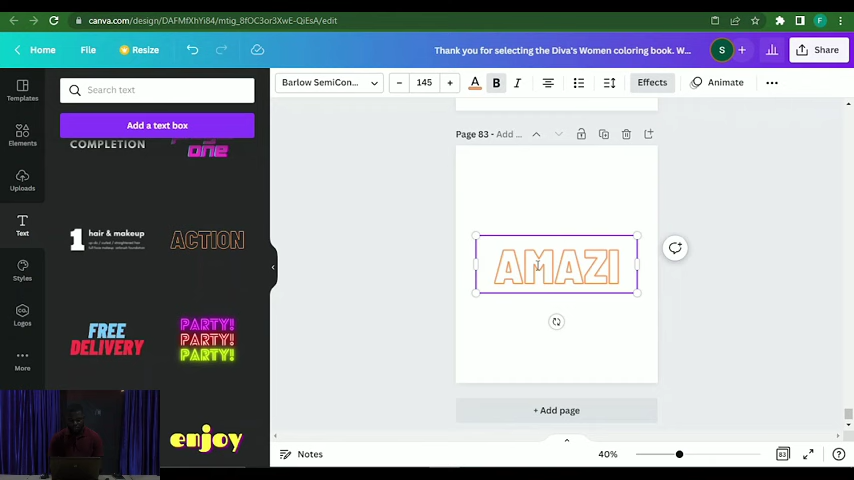 canva.com/design/DAFMfXhYi84/mtig_8fOC3or3XwE-QiEsA/edit
F
Home
File
Resize
Thank you for selecting the Diva's Women coloring book. W...
S
Share
Templates
Elements
Uploads
Text
Styles
Logos
More
Search text
Add a text box
COMPLETION
one
1 hair & makeup
ACTION
FREE
DELIVERY
PARTY!
PARTY!
PARTY!
enjoy
Barlow SemiCon...
145
A
B
I
Effects
Animate
Page 83 - Add ...
AMAZI
+ Add page
Notes
40%
83